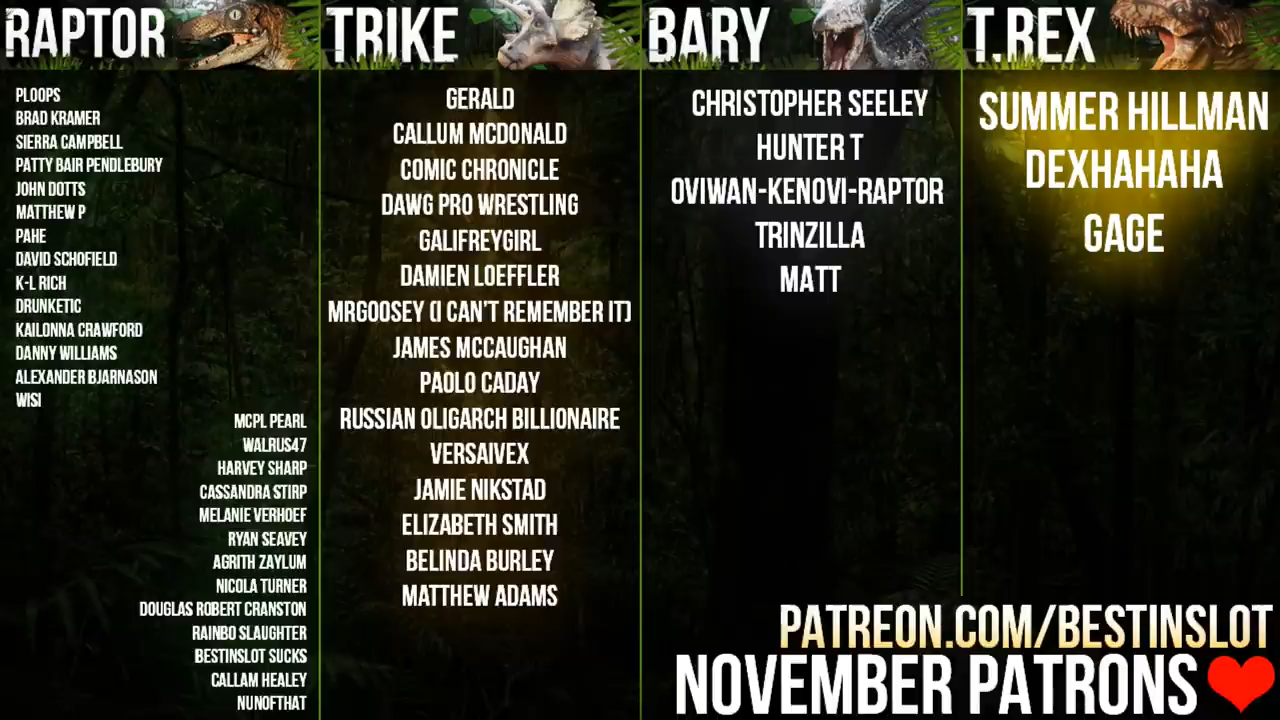 RAPTOR
PLOOPS
BRAD KRAMER
SIERRA CAMPBELL
PATTY BAIR PENDLEBURY
JOHN DOTTS
MATTHEW P
PAHE
DAVID SCHOFIELD
K-L RICH
DRUNKETIC
KAILONNA CRAWFORD
DANNY WILLIAMS
ALEXANDER BJARNASON
WISI
MCPL PEARL
WALRUS47
HARVEY SHARP
CASSANDRA STIRP
MELANIE VERHOEF
RYAN SEAVEY
AGRITH ZAYLUM
NICOLA TURNER
DOUGLAS ROBERT CRANSTON
RAINBO SLAUGHTER
BESTINSLOT SUCKS
CALLAM HEALEY
NUNOFTHAT
TRIKE
GERALD
CALLUM MCDONALD
COMIC CHRONICLE
DAWG PRO WRESTLING
GALIFREYGIRL
DAMIEN LOEFFLER
MRGOOSEY (I CAN'T REMEMBER IT)
JAMES MCCAUGHAN
PAOLO CADAY
RUSSIAN OLIGARCH BILLIONAIRE
VERSAIVEX
JAMIE NIKSTAD
ELIZABETH SMITH
BELINDA BURLEY
MATTHEW ADAMS
BARY
CHRISTOPHER SEELEY
HUNTER T
OVIWAN-KENOVI-RAPTOR
TRINZILLA
MATT
T.REX
SUMMER HILLMAN
DEXHAHAHA
GAGE
PATREON.COM/BESTINSLOT
NOVEMBER PATRONS